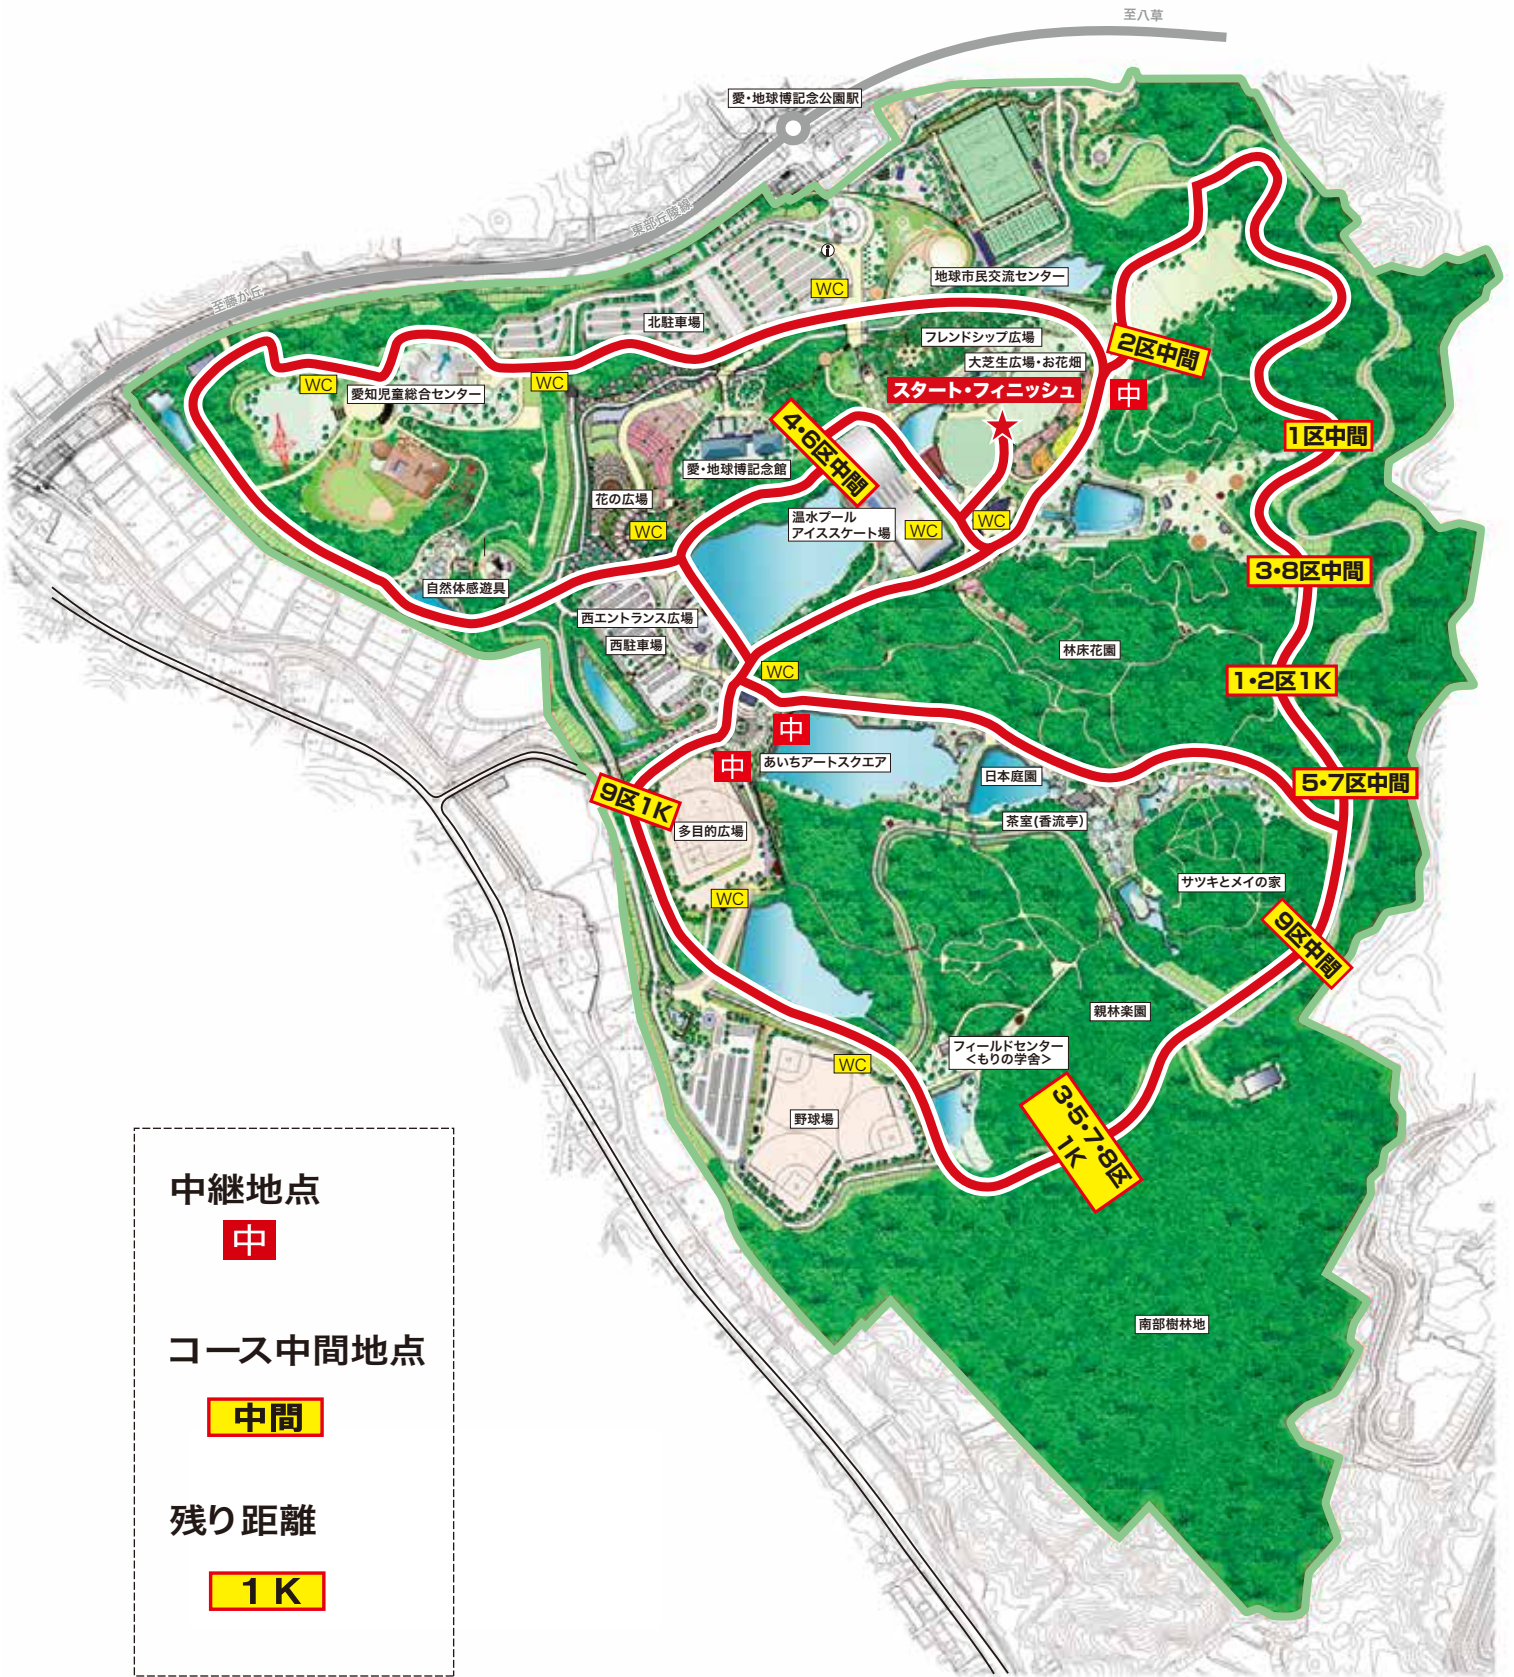 至八草
愛・地球博記念公園駅
東部丘陵線
至藤が丘
WC
地球市民交流センター
北駐車場
フレンドシップ広場
大芝生広場・お花畑
2区中間
中
スタート・フィニッシュ
WC
愛知児童総合センター
WC
4・6区中間
1区中間
愛・地球博記念館
花の広場
WC
温水プール
アイススケート場
WC
WC
3・8区中間
自然体感遊具
西エントランス広場
西駐車場
林床花園
WC
1・2区1K
中
中
あいちアートスクエア
日本庭園
5・7区中間
9区1K
多目的広場
茶室(香流亭)
サツキとメイの家
WC
9区中間
親林楽園
フィールドセンター
<もりの学舎>
WC
野球場
3・5・7・8区
1K
南部樹林地
中継地点
中
コース中間地点
中間
残り距離
1K